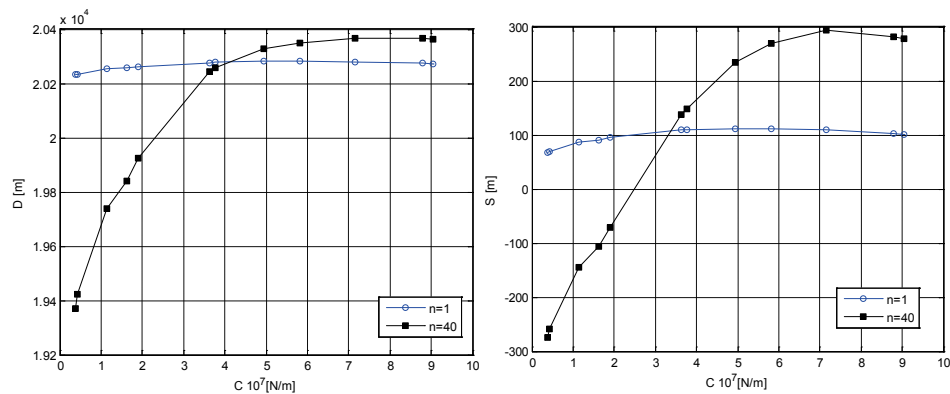 x 10⁴
2.04
2.02
2
1.98
1.96
1.94
1.92
D [m]
0 1 2 3 4 5 6 7 8 9 10
C 10⁷[N/m]
n=1
n=40
300
200
100
0
-100
-200
-300
S [m]
0 1 2 3 4 5 6 7 8 9 10
C 10⁷[N/m]
n=1
n=40